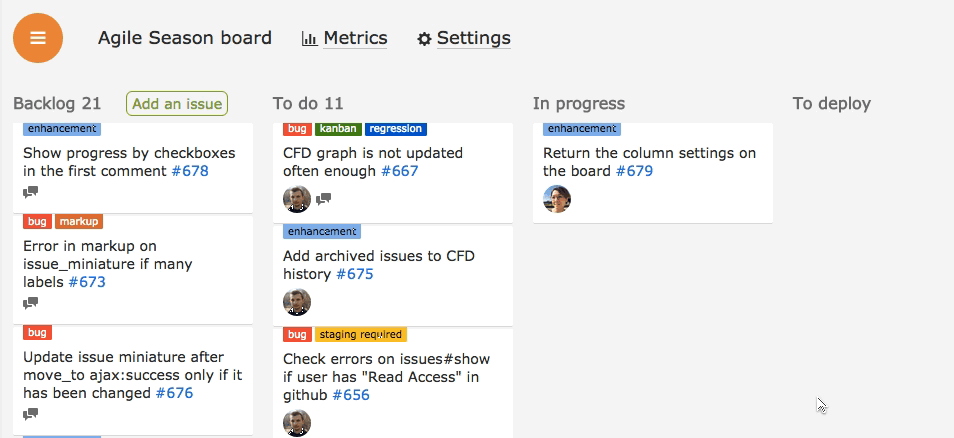 Agile Season board Metrics Settings
Backlog 21 Add an issue
enhancement
Show progress by checkboxes
in the first comment #678
bug markup
Error in markup on
issue_miniature if many
labels #673
bug
Update issue miniature after
move_to ajax:success only if it
has been changed #676
To do 11
bug kanban regression
CFD graph is not updated
often enough #667
enhancement
Add archived issues to CFD
history #675
bug staging required
Check errors on issues#show
if user has "Read Access" in
github #656
In progress
enhancement
Return the column settings on
the board #679
To deploy